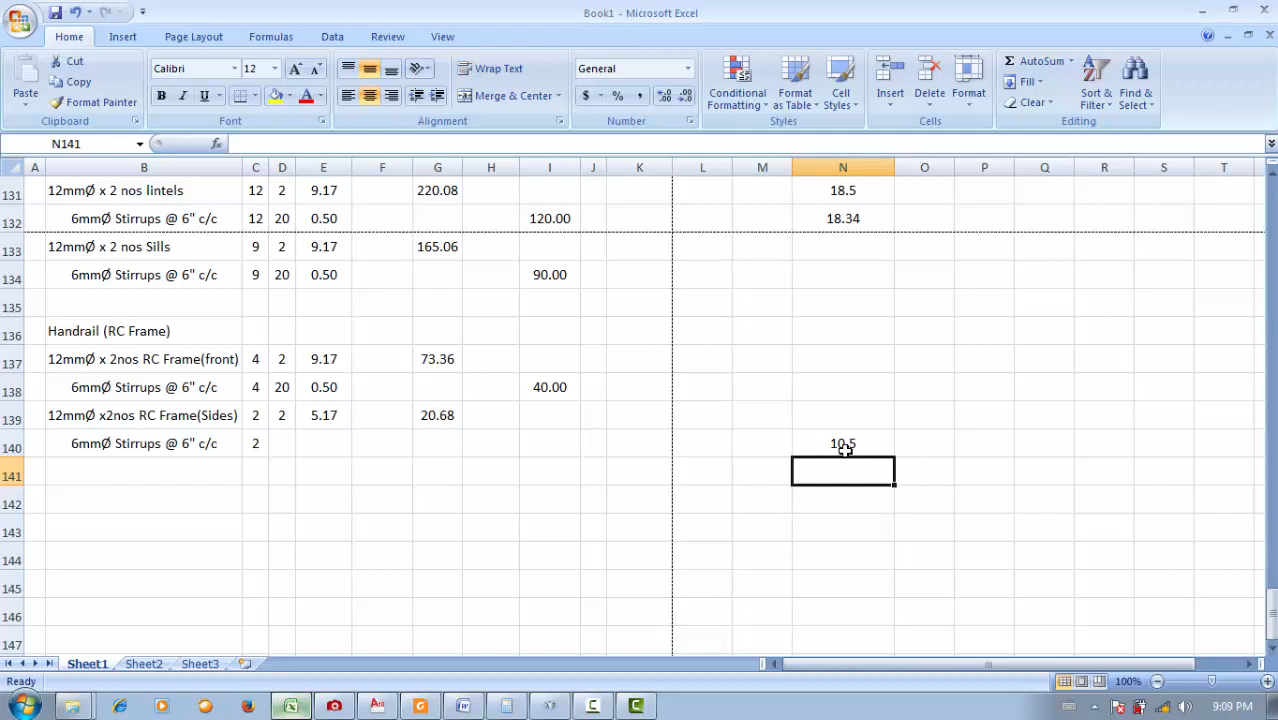 Book1 - Microsoft Excel
Home Insert Page Layout Formulas Data Review View
Cut
Copy
Format Painter
Paste
Clipboard
Calibri 12
B I U
Font
Wrap Text
Merge & Center
Alignment
General
$ % ,
Number
Conditional Formatting
Format as Table
Cell Styles
Styles
Insert
Delete
Format
Cells
AutoSum
Fill
Clear
Sort & Filter
Find & Select
Editing
N141 fx
A B C D E F G H I J K L M N O P Q R S T
131 12mmØ x 2 nos lintels 12 2 9.17 220.08 18.5
132 6mmØ Stirrups @ 6" c/c 12 20 0.50 120.00 18.34
133 12mmØ x 2 nos Sills 9 2 9.17 165.06
134 6mmØ Stirrups @ 6" c/c 9 20 0.50 90.00
135
136 Handrail (RC Frame)
137 12mmØ x 2nos RC Frame(front) 4 2 9.17 73.36
138 6mmØ Stirrups @ 6" c/c 4 20 0.50 40.00
139 12mmØ x2nos RC Frame(Sides) 2 2 5.17 20.68
140 6mmØ Stirrups @ 6" c/c 2 10.5
141
142
143
144
145
146
147
Sheet1 Sheet2 Sheet3
Ready 100%
9:09 PM